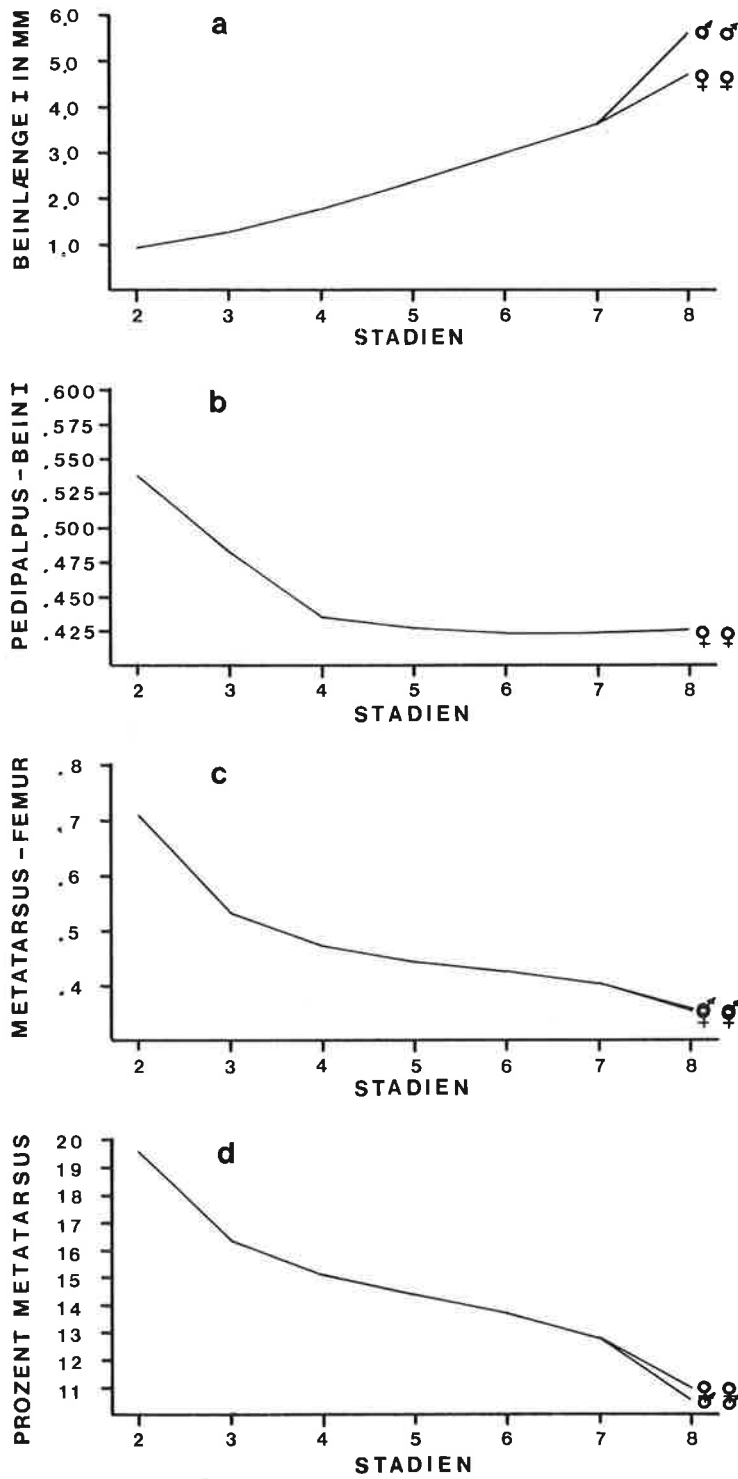 a
BEINLÆNGE I IN MM
6.0
5.0
4.0
3.0
2.0
1.0
♂ ♂
♀ ♀
2 3 4 5 6 7 8
STADIEN
b
PEDIPALPUS-BEIN I
.600
.575
.550
.525
.500
.475
.450
.425
♀ ♀
2 3 4 5 6 7 8
STADIEN
c
METATARSUS-FEMUR
.8
.7
.6
.5
.4
♂ ♂
♀ ♀
2 3 4 5 6 7 8
STADIEN
d
PROZENT METATARSUS
20
19
18
17
16
15
14
13
12
11
♀ ♀
♂ ♂
2 3 4 5 6 7 8
STADIEN